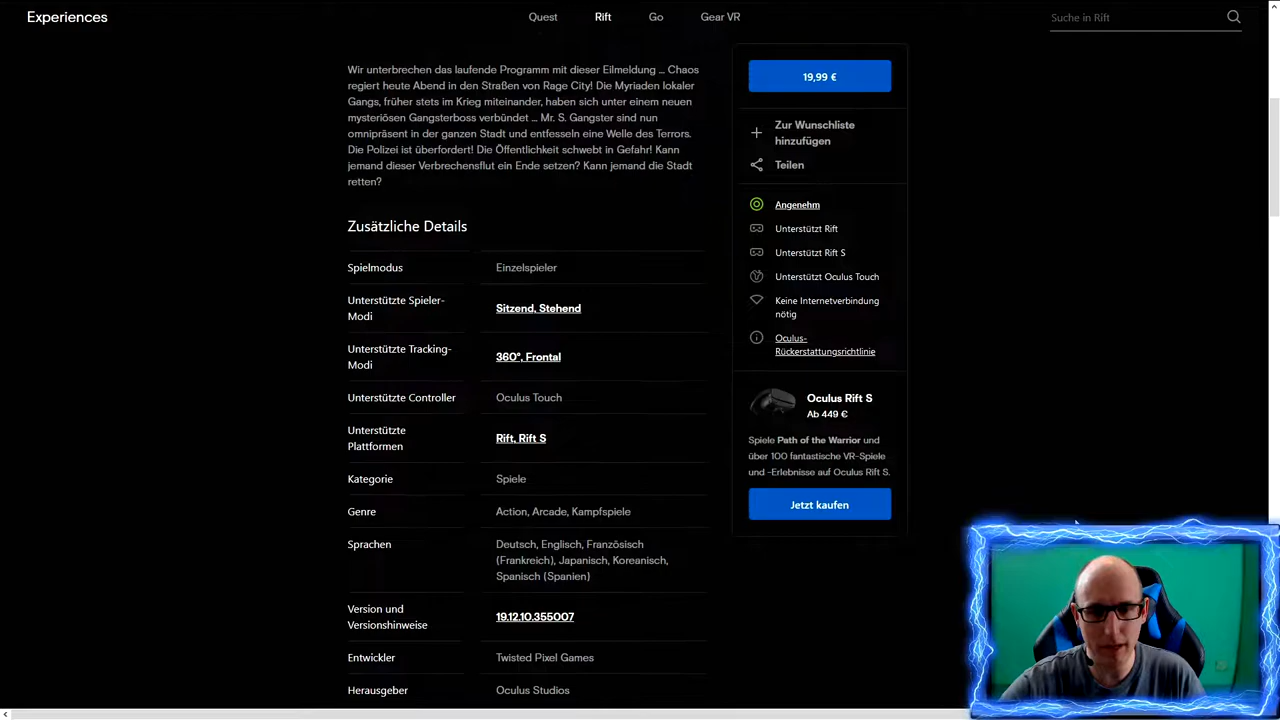 Experiences
Quest
Rift
Go
Gear VR
Suche in Rift
Wir unterbrechen das laufende Programm mit dieser Eilmeldung ... Chaos
regiert heute Abend in den Straßen von Rage City! Die Myriaden lokaler
Gangs, früher stets im Krieg miteinander, haben sich unter einem neuen
mysteriösen Gangsterboss verbündet ... Mr. S. Gangster sind nun
omnipräsent in der ganzen Stadt und entfesseln eine Welle des Terrors.
Die Polizei ist überfordert! Die Öffentlichkeit schwebt in Gefahr! Kann
jemand dieser Verbrechensflut ein Ende setzen? Kann jemand die Stadt
retten?
Zusätzliche Details
Spielmodus
Einzelspieler
Unterstützte Spieler-
Modi
Sitzend, Stehend
Unterstützte Tracking-
Modi
360°, Frontal
Unterstützte Controller
Oculus Touch
Unterstützte
Plattformen
Rift, Rift S
Kategorie
Spiele
Genre
Action, Arcade, Kampfspiele
Sprachen
Deutsch, Englisch, Französisch
(Frankreich), Japanisch, Koreanisch,
Spanisch (Spanien)
Version und
Versionshinweise
19.12.10.355007
Entwickler
Twisted Pixel Games
Herausgeber
Oculus Studios
19,99 €
Zur Wunschliste
hinzufügen
Teilen
Angenehm
Unterstützt Rift
Unterstützt Rift S
Unterstützt Oculus Touch
Keine Internetverbindung
nötig
Oculus-
Rückerstattungsrichtlinie
Oculus Rift S
Ab 449 €
Spiele Path of the Warrior und
über 100 fantastische VR-Spiele
und -Erlebnisse auf Oculus Rift S.
Jetzt kaufen